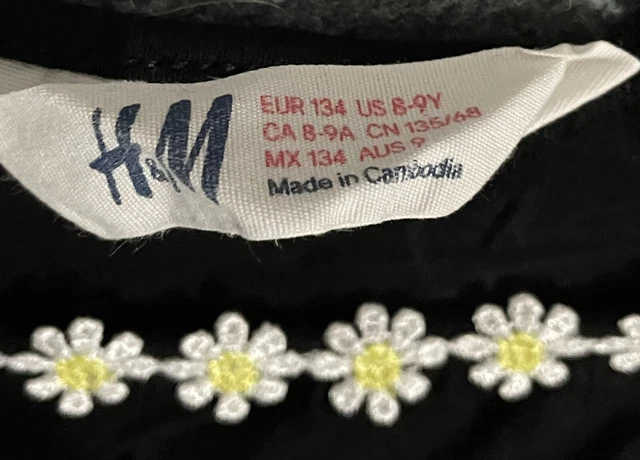 H&M
EUR 134 US 8-9Y
CA 8-9A CN 135/68
MX 134 AUS 9
Made in Cambodia